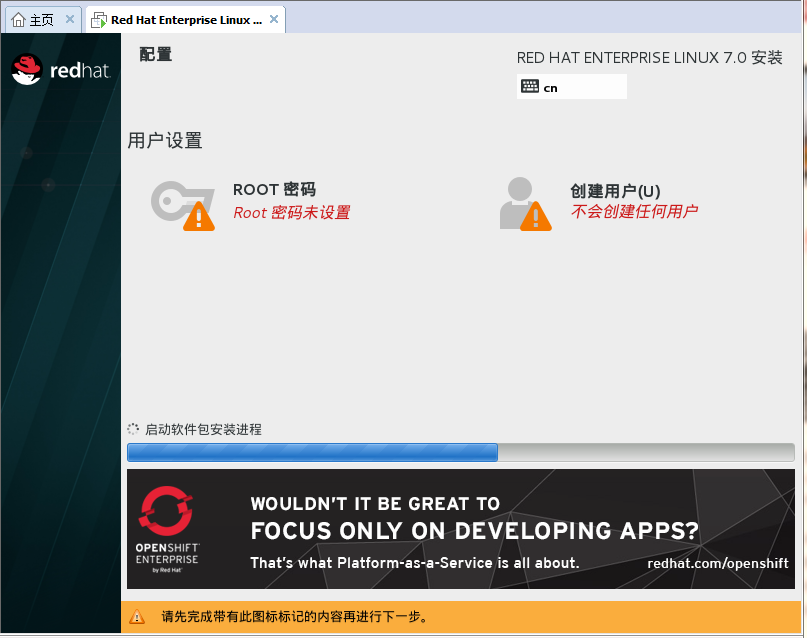 主页
Red Hat Enterprise Linux ...
redhat.
配置
RED HAT ENTERPRISE LINUX 7.0 安装
cn
用户设置
ROOT 密码
Root 密码未设置
创建用户(U)
不会创建任何用户
启动软件包安装进程
WOULDN'T IT BE GREAT TO
FOCUS ONLY ON DEVELOPING APPS?
That's what Platform-as-a-Service is all about.
OPENSHIFT
ENTERPRISE
by Red Hat
redhat.com/openshift
请先完成带有此图标标记的内容再进行下一步。